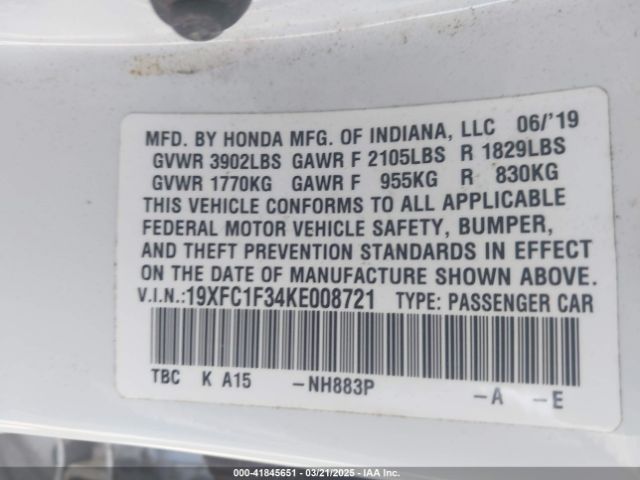 MFD. BY HONDA MFG. OF INDIANA, LLC 06/'19
GVWR 3902LBS GAWR F 2105LBS R 1829LBS
GVWR 1770KG GAWR F 955KG R 830KG
THIS VEHICLE CONFORMS TO ALL APPLICABLE
FEDERAL MOTOR VEHICLE SAFETY, BUMPER,
AND THEFT PREVENTION STANDARDS IN EFFECT
ON THE DATE OF MANUFACTURE SHOWN ABOVE.
V.I.N.:19XFC1F34KE008721 TYPE: PASSENGER CAR
TBC K A15 -NH883P -A -E
000-41845651 - 03/21/2025 - IAA, Inc.